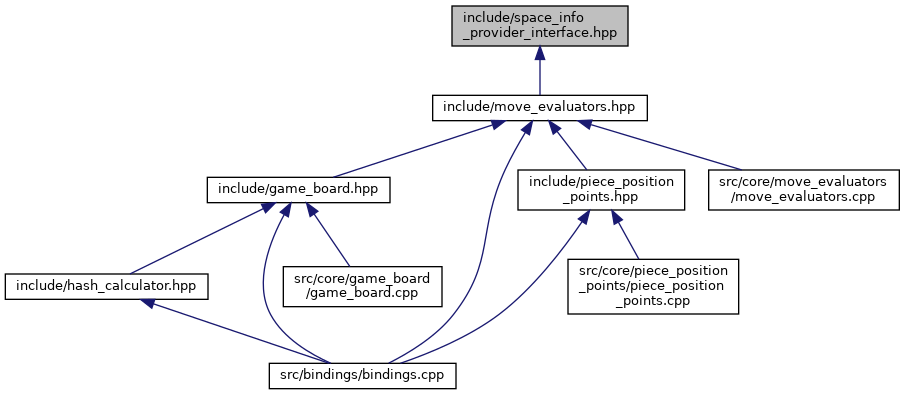 include/space_info
_provider_interface.hpp
include/move_evaluators.hpp
include/game_board.hpp
include/piece_position
_points.hpp
src/core/move_evaluators
/move_evaluators.cpp
include/hash_calculator.hpp
src/core/game_board
/game_board.cpp
src/core/piece_position
_points/piece_position
_points.cpp
src/bindings/bindings.cpp